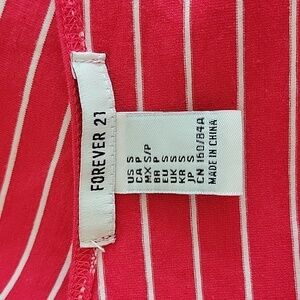 FOREVER 21
US S
CA P
MX S/P
BR P
EU S
UK S
KR S
JP S
CN 160/84A
MADE IN CHINA